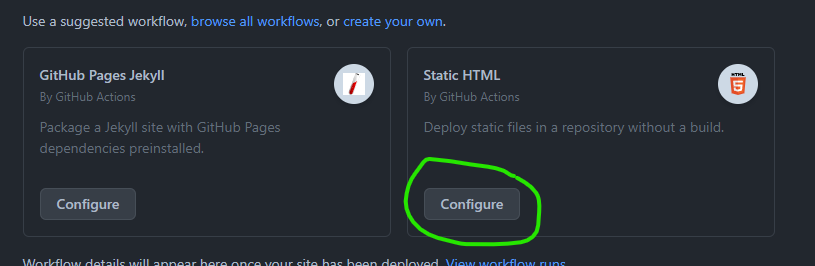 Use a suggested workflow, browse all workflows, or create your own.
GitHub Pages Jekyll
By GitHub Actions
Package a Jekyll site with GitHub Pages
dependencies preinstalled.
Configure
Static HTML
By GitHub Actions
HTML
5
Deploy static files in a repository without a build.
Configure
Workflow details will appear here once your site has been deployed. View workflow runs